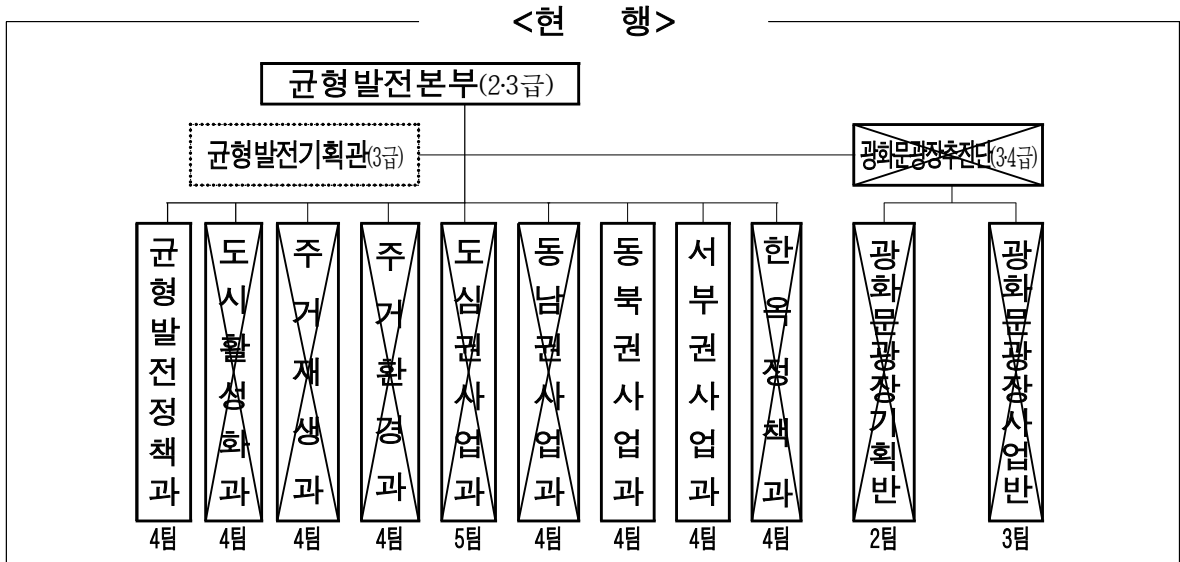 <현 행>
균형발전본부(2·3급)
균형발전기획관(3급)
광화문광장추진단(3·4급)
균형발전정책과
도시활성화과
주거재생과
주거환경과
도심권사업과
동남권사업과
동북권사업과
서부권사업과
한옥정책과
광화문광장기획반
광화문광장사업반
4팀 4팀 4팀 4팀 5팀 4팀 4팀 4팀 4팀 2팀 3팀